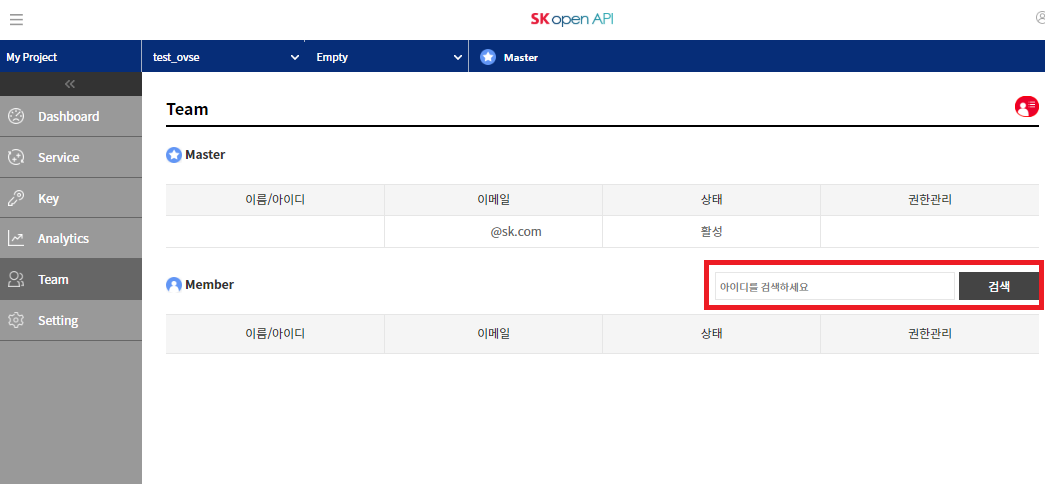 SK open API
My Project
test_ovse
Empty
Master
Dashboard
Service
Key
Analytics
Team
Setting
Team
Master
이름/아이디 이메일 상태 권한관리
@sk.com 활성
Member
아이디를 검색하세요 검색
이름/아이디 이메일 상태 권한관리